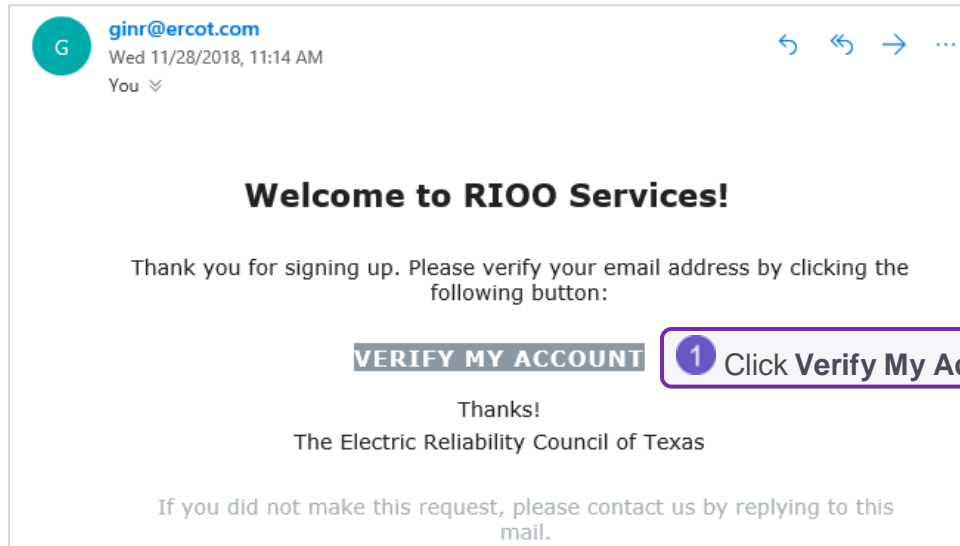 G
ginr@ercot.com
Wed 11/28/2018, 11:14 AM
You
Welcome to RIOO Services!
Thank you for signing up. Please verify your email address by clicking the
following button:
VERIFY MY ACCOUNT
1 Click Verify My
Thanks!
The Electric Reliability Council of Texas
If you did not make this request, please contact us by replying to this
mail.